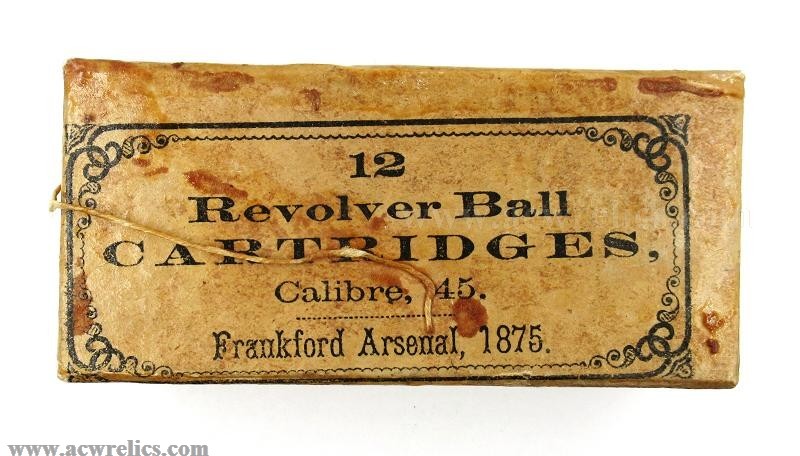 12
Revolver Ball
CARTRIDGES,
Calibre, 45.
Frankford Arsenal, 1875.
www.acwrelics.com